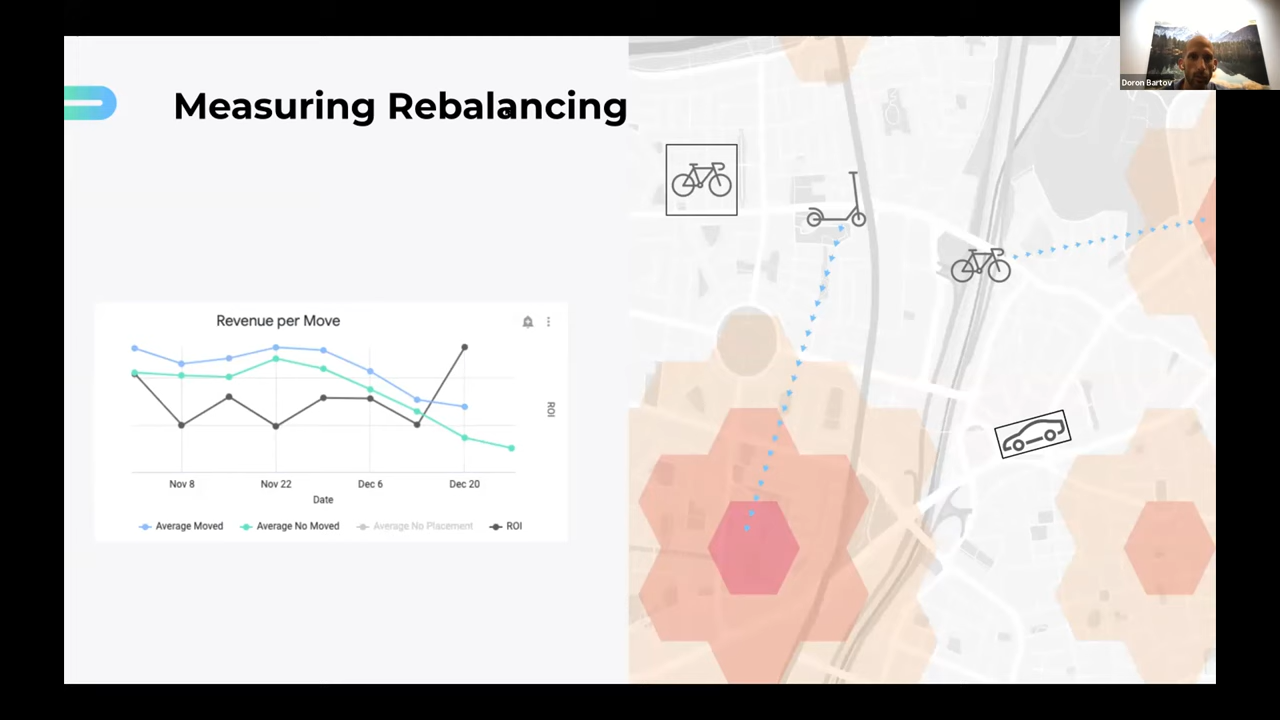 Doron Bartov
Measuring Rebalancing
Revenue per Move
ROI
Nov 8 Nov 22 Dec 6 Dec 20
Date
Average Moved Average No Moved Average No Placement ROI